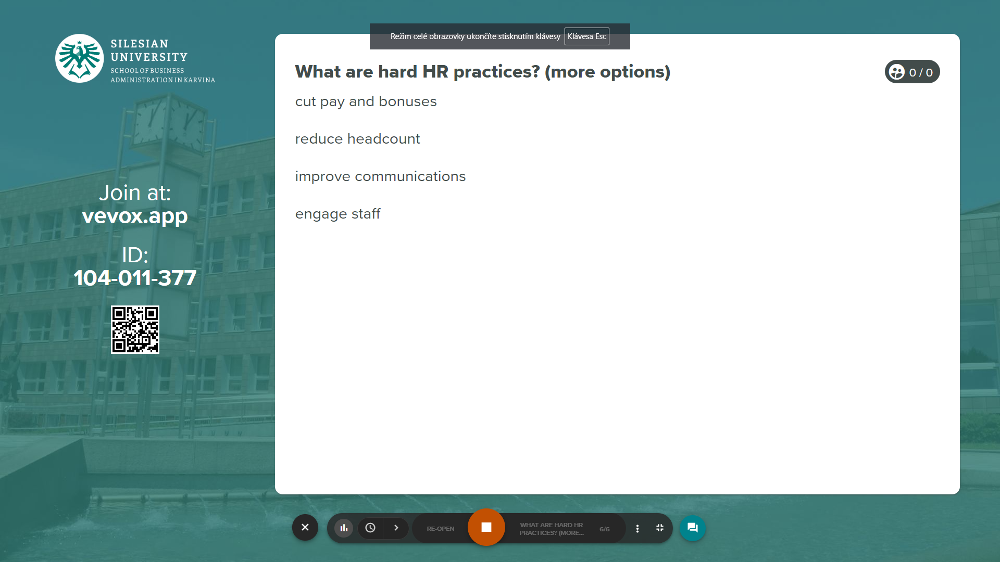 SILESIAN
UNIVERSITY
SCHOOL OF BUSINESS
ADMINISTRATION IN KARVINA
Join at:
vevox.app
ID:
104-011-377
Režim celé obrazovky ukončíte stisknutím klávesy Klávesa Esc
What are hard HR practices? (more options)
0 / 0
cut pay and bonuses
reduce headcount
improve communications
engage staff
RE-OPEN
WHAT ARE HARD HR
PRACTICES? (MORE...
6/6